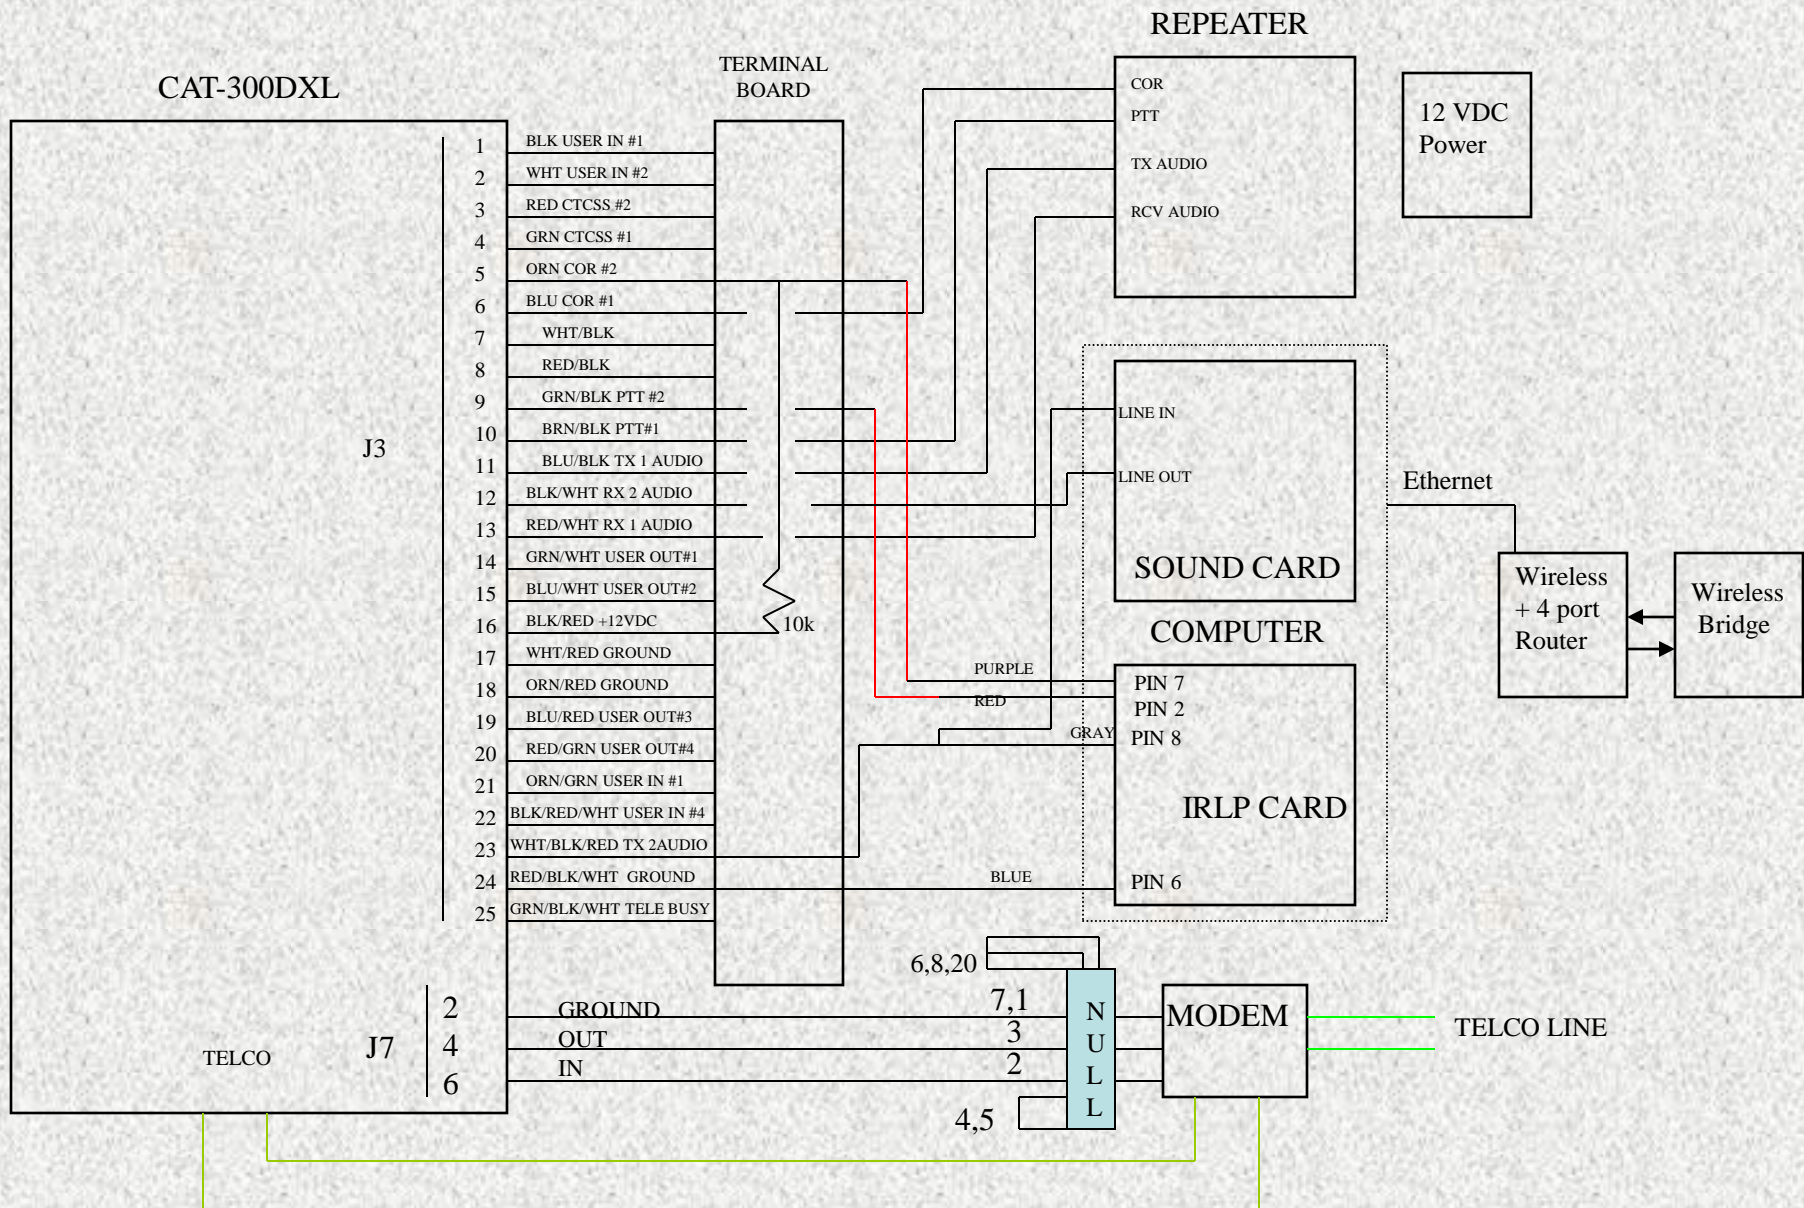 REPEATER
CAT-300DXL
TERMINAL
BOARD
COR
PTT
TX AUDIO
RCV AUDIO
12 VDC
Power
1 BLK USER IN #1
2 WHT USER IN #2
3 RED CTCSS #2
4 GRN CTCSS #1
5 ORN COR #2
6 BLU COR #1
7 WHT/BLK
8 RED/BLK
9 GRN/BLK PTT #2
10 BRN/BLK PTT#1
11 BLU/BLK TX 1 AUDIO
12 BLK/WHT RX 2 AUDIO
13 RED/WHT RX 1 AUDIO
14 GRN/WHT USER OUT#1
15 BLU/WHT USER OUT#2
16 BLK/RED +12VDC
17 WHT/RED GROUND
18 ORN/RED GROUND
19 BLU/RED USER OUT#3
20 RED/GRN USER OUT#4
21 ORN/GRN USER IN #1
22 BLK/RED/WHT USER IN #4
23 WHT/BLK/RED TX 2AUDIO
24 RED/BLK/WHT GROUND
25 GRN/BLK/WHT TELE BUSY
J3
10k
LINE IN
LINE OUT
SOUND CARD
COMPUTER
PURPLE
RED
GRAY
BLUE
PIN 7
PIN 2
PIN 8
IRLP CARD
PIN 6
Ethernet
Wireless
+ 4 port
Router
Wireless
Bridge
TELCO
J7
2 GROUND
4 OUT
6 IN
6,8,20
7,1
3
2
4,5
N
U
L
L
MODEM
TELCO LINE